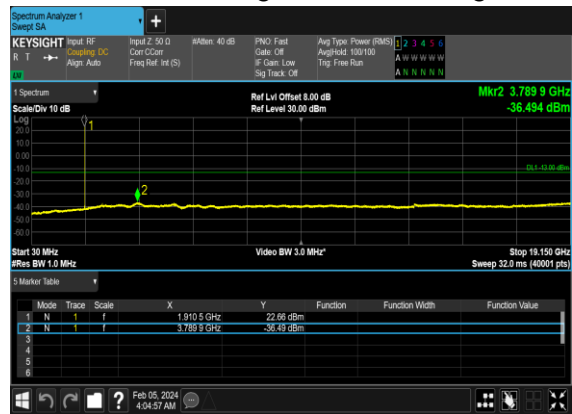 Spectrum Analyzer 1
Swept SA
+
KEYSIGHT Input: RF Input Z: 50 Ω #Atten: 40 dB PNO: Fast Avg Type: Power (RMS) 1 2 3 4 5 6
R T Coupling: DC Corr CCorr Gate: Off Avg|Hold: 100/100 A W W W W W
Align: Auto Freq Ref: Int (S) IF Gain: Low Trig: Free Run
LW Sig Track: Off A N N N N N
1 Spectrum Ref Lvl Offset 8.00 dB Mkr2 3.789 9 GHz
Scale/Div 10 dB Ref Level 30.00 dBm -36.494 dBm
Log
1
20.0
10.0
0.00
-10.0
DL1 -13.00 dBm
-20.0
-30.0
2
-40.0
-50.0
-60.0
Start 30 MHz Video BW 3.0 MHz* Stop 19.150 GHz
#Res BW 1.0 MHz Sweep 32.0 ms (40001 pts)
5 Marker Table
Mode Trace Scale X Y Function Function Width Function Value
1 N 1 f 1.910 5 GHz 22.66 dBm
2 N 1 f 3.789 9 GHz -36.49 dBm
3
4
5
6
? Feb 05, 2024
4:04:57 AM